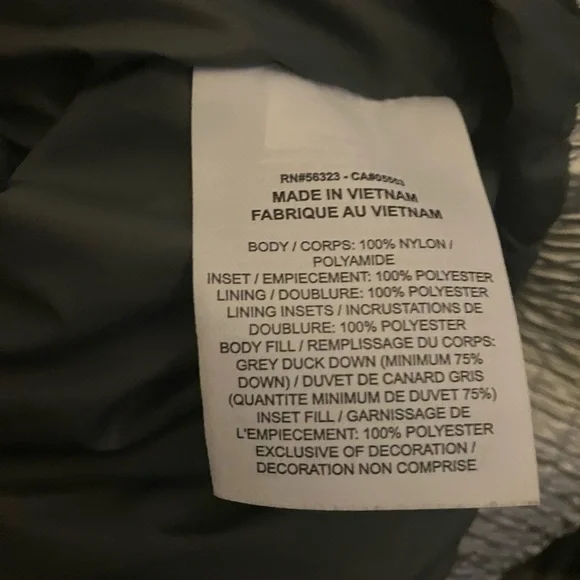 RN#56323 - CA#05553
MADE IN VIETNAM
FABRIQUE AU VIETNAM
BODY / CORPS: 100% NYLON /
POLYAMIDE
INSET / EMPIECEMENT: 100% POLYESTER
LINING / DOUBLURE: 100% POLYESTER
LINING INSETS / INCRUSTATIONS DE
DOUBLURE: 100% POLYESTER
BODY FILL / REMPLISSAGE DU CORPS:
GREY DUCK DOWN (MINIMUM 75%
DOWN) / DUVET DE CANARD GRIS
(QUANTITE MINIMUM DE DUVET 75%)
INSET FILL / GARNISSAGE DE
L'EMPIECEMENT: 100% POLYESTER
EXCLUSIVE OF DECORATION /
DECORATION NON COMPRISE